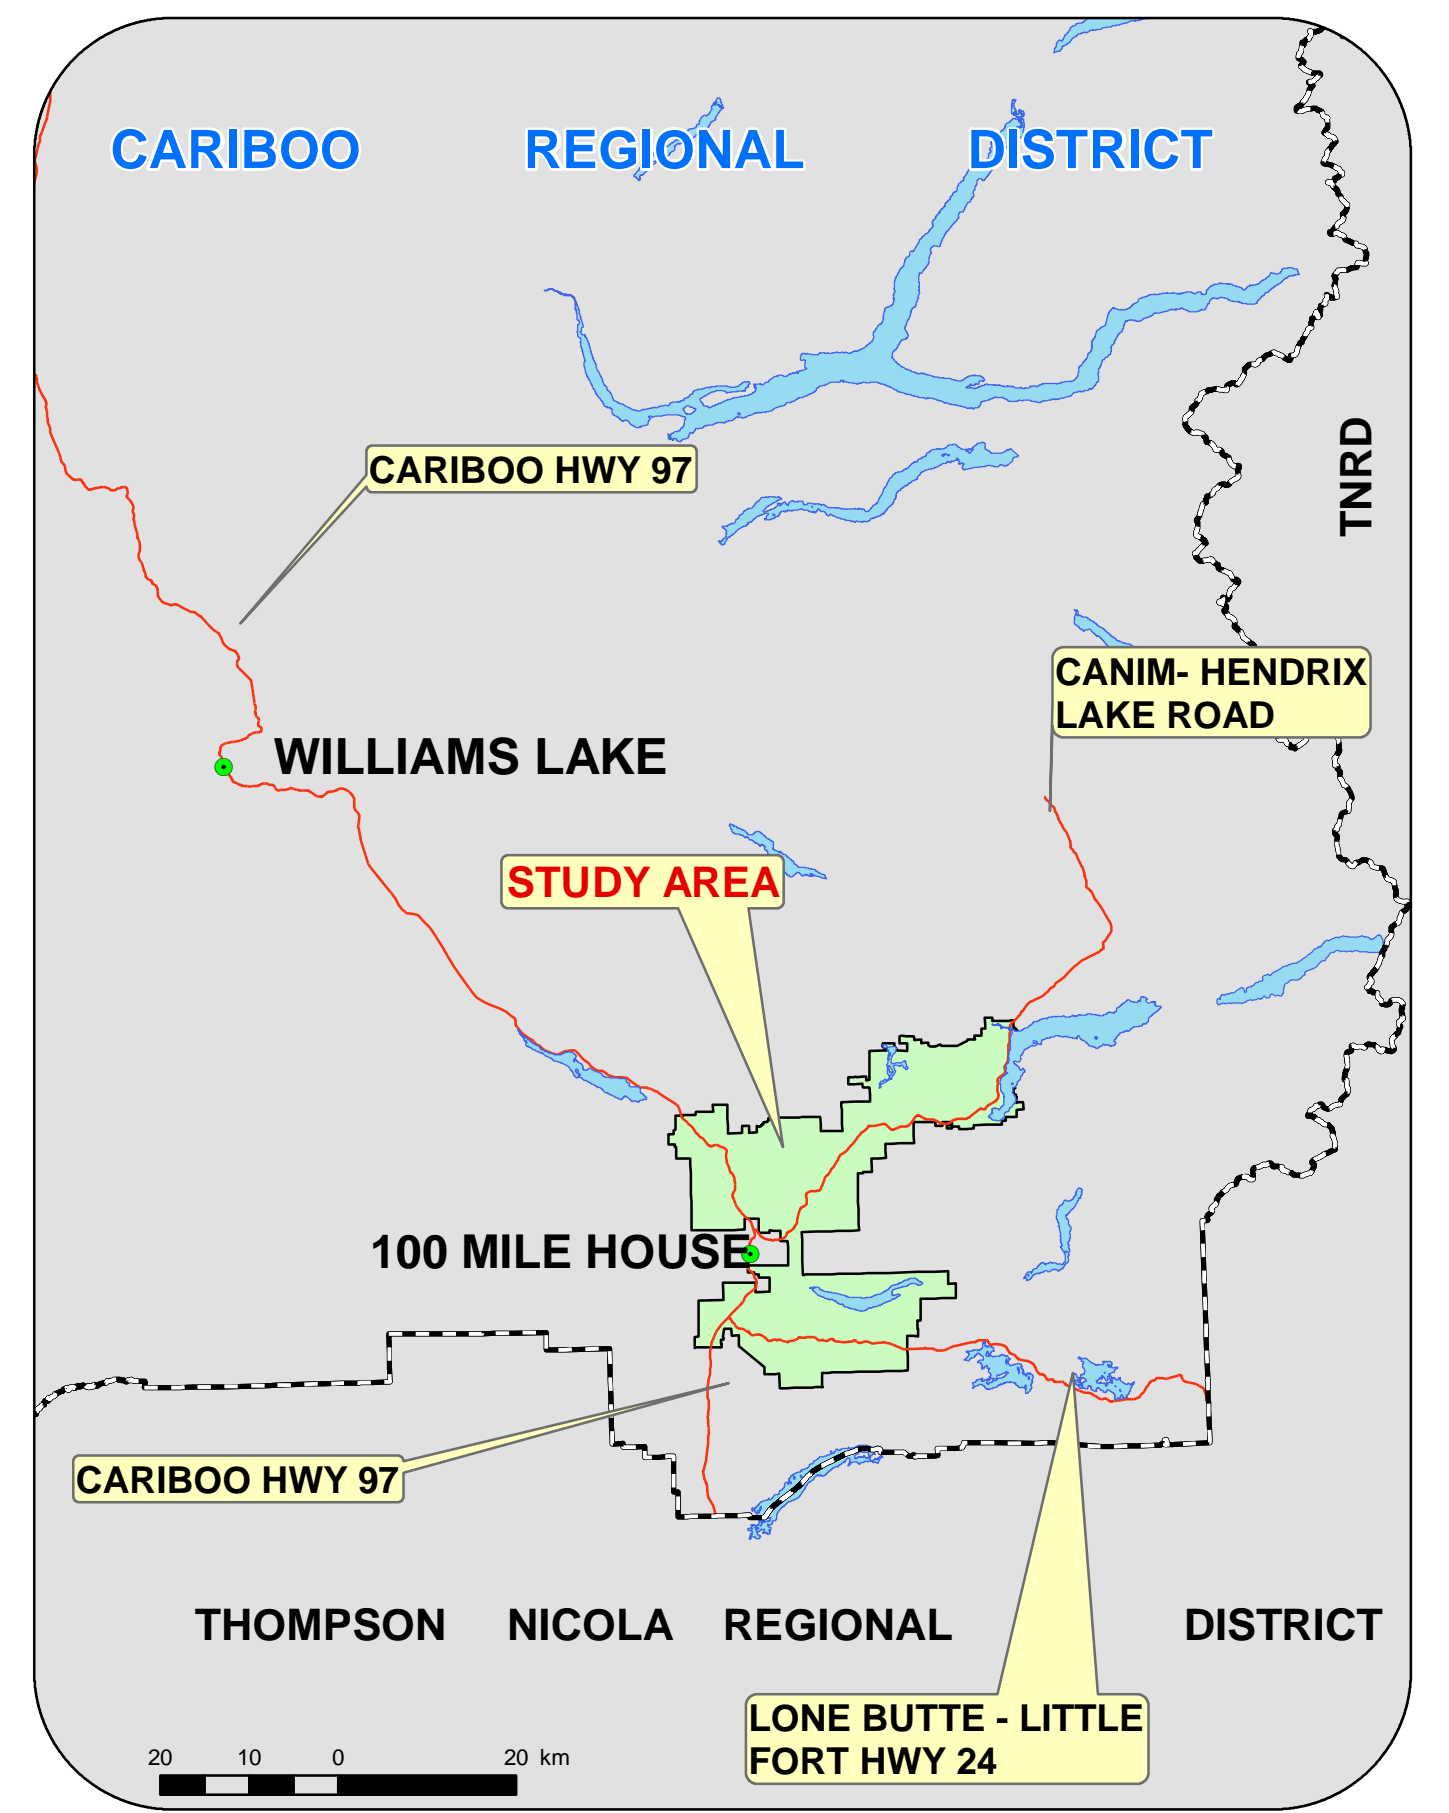 CARIBOO REGIONAL DISTRICT
TNRD
CARIBOO HWY 97
CANIM- HENDRIX
LAKE ROAD
WILLIAMS LAKE
STUDY AREA
100 MILE HOUSE
CARIBOO HWY 97
THOMPSON NICOLA REGIONAL DISTRICT
LONE BUTTE - LITTLE
FORT HWY 24
20 10 0 20 km